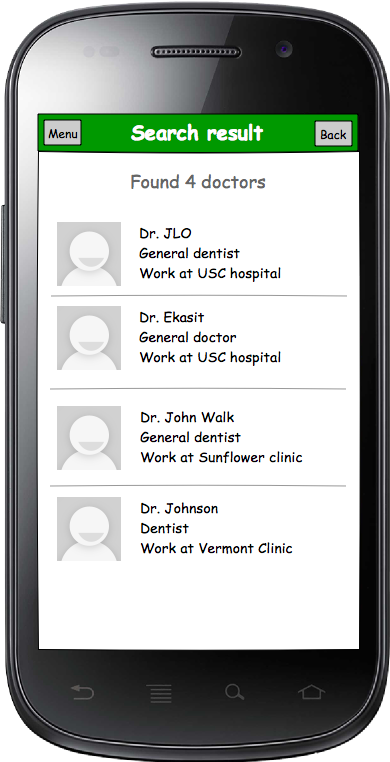 Menu
Search result
Back
Found 4 doctors
Dr. JLO
General dentist
Work at USC hospital
Dr. Ekasit
General doctor
Work at USC hospital
Dr. John Walk
General dentist
Work at Sunflower clinic
Dr. Johnson
Dentist
Work at Vermont Clinic